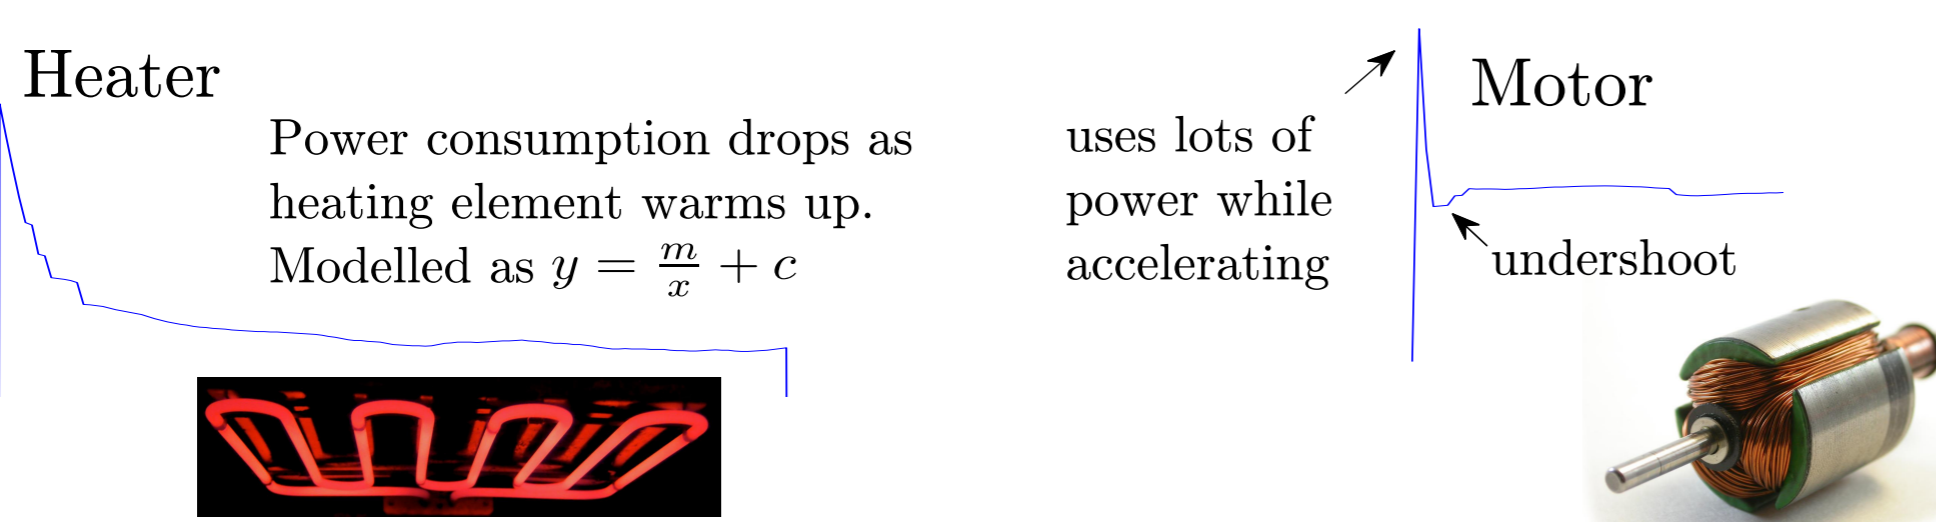 Heater
Power consumption drops as
heating element warms up.
Modelled as y = m/x + c
uses lots of
power while
accelerating
Motor
undershoot